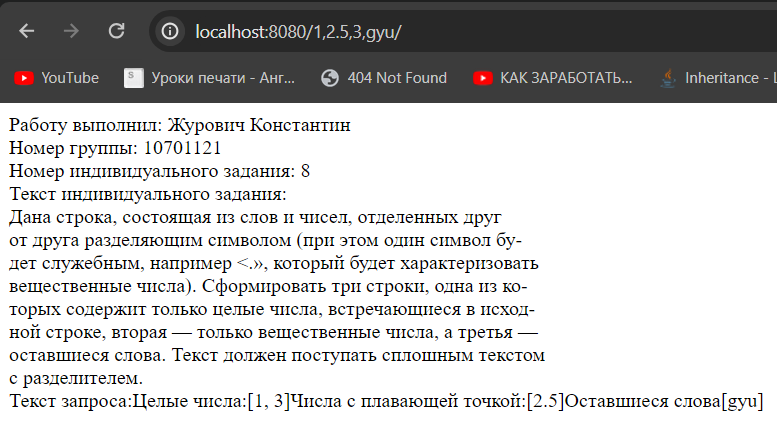 localhost:8080/1,2.5,3,gyu/
YouTube
Уроки печати - Анг...
404 Not Found
КАК ЗАРАБОТАТЬ...
Inheritance - L
Работу выполнил: Журович Константин
Номер группы: 10701121
Номер индивидуального задания: 8
Текст индивидуального задания:
Дана строка, состоящая из слов и чисел, отделенных друг
от друга разделяющим символом (при этом один символ бу-
дет служебным, например <.», который будет характеризовать
вещественные числа). Сформировать три строки, одна из ко-
торых содержит только целые числа, встречающиеся в исход-
ной строке, вторая — только вещественные числа, а третья —
оставшиеся слова. Текст должен поступать сплошным текстом
с разделителем.
Текст запроса:Целые числа:[1, 3]Числа с плавающей точкой:[2.5]Оставшиеся слова[gyu]